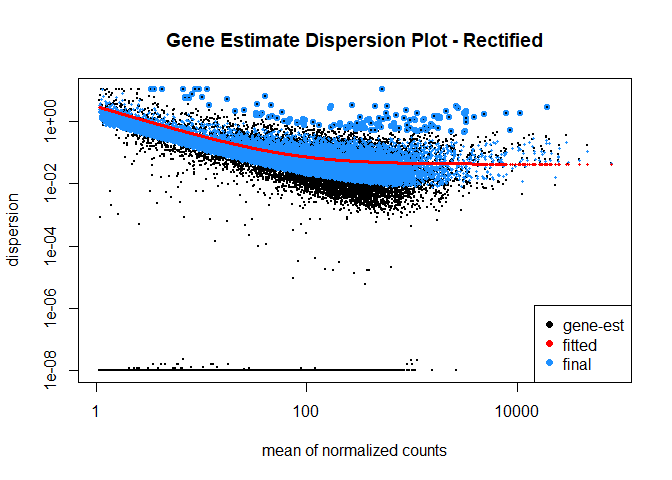 Gene Estimate Dispersion Plot - Rectified
dispersion
1e+00
1e-02
1e-04
1e-06
1e-08
gene-est
fitted
final
1
100
10000
mean of normalized counts